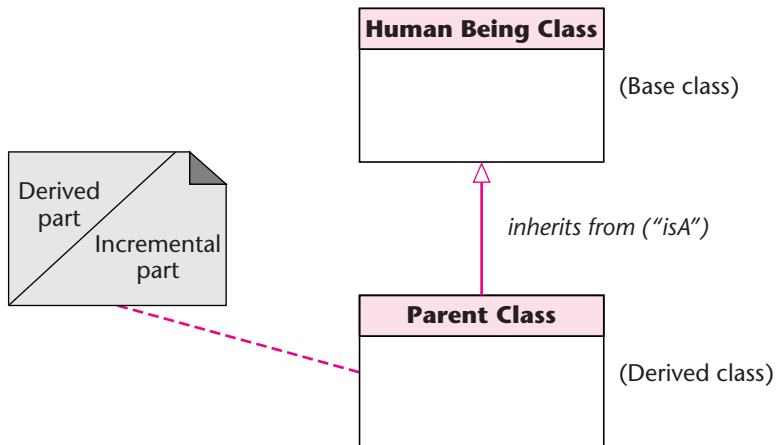 Human Being Class
(Base class)
Derived
part
Incremental
part
inherits from (“isA”)
Parent Class
(Derived class)